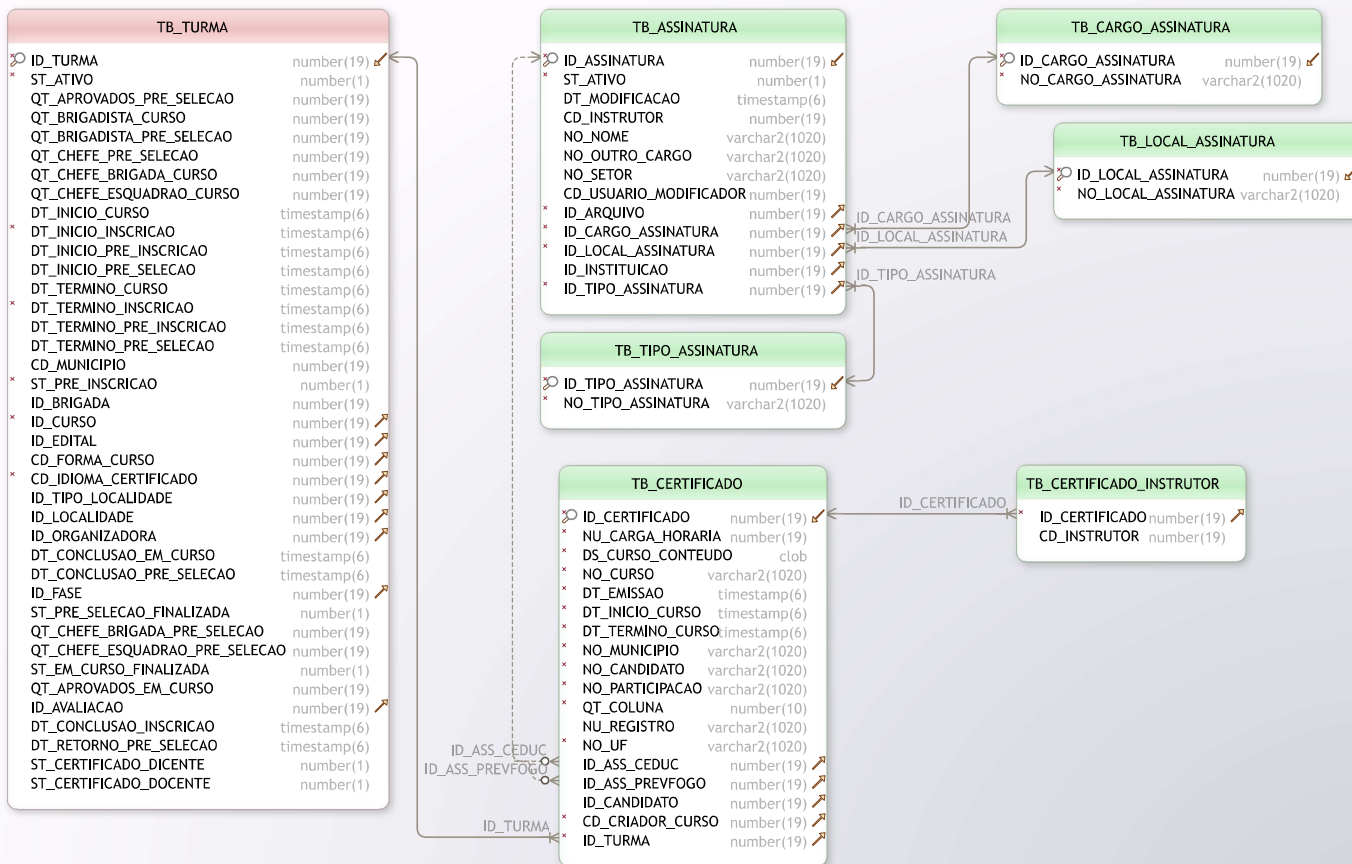 TB_TURMA
ID_TURMA number(19)
ST_ATIVO number(1)
QT_APROVADOS_PRE_SELECAO number(19)
QT_BRIGADISTA_CURSO number(19)
QT_BRIGADISTA_PRE_SELECAO number(19)
QT_CHEFE_PRE_SELECAO number(19)
QT_CHEFE_BRIGADA_CURSO number(19)
QT_CHEFE_ESQUADRAO_CURSO number(19)
DT_INICIO_CURSO timestamp(6)
DT_INICIO_INSCRICAO timestamp(6)
DT_INICIO_PRE_INSCRICAO timestamp(6)
DT_INICIO_PRE_SELECAO timestamp(6)
DT_TERMINO_CURSO timestamp(6)
DT_TERMINO_INSCRICAO timestamp(6)
DT_TERMINO_PRE_INSCRICAO timestamp(6)
DT_TERMINO_PRE_SELECAO timestamp(6)
CD_MUNICIPIO number(19)
ST_PRE_INSCRICAO number(1)
ID_BRIGADA number(19)
ID_CURSO number(19)
ID_EDITAL number(19)
CD_FORMA_CURSO number(19)
CD_IDIOMA_CERTIFICADO number(19)
ID_TIPO_LOCALIDADE number(19)
ID_LOCALIDADE number(19)
ID_ORGANIZADORA number(19)
DT_CONCLUSAO_EM_CURSO timestamp(6)
DT_CONCLUSAO_PRE_SELECAO timestamp(6)
ID_FASE number(19)
ST_PRE_SELECAO_FINALIZADA number(1)
QT_CHEFE_BRIGADA_PRE_SELECAO number(19)
QT_CHEFE_ESQUADRAO_PRE_SELECAO number(19)
ST_EM_CURSO_FINALIZADA number(1)
QT_APROVADOS_EM_CURSO number(19)
ID_AVALIACAO number(19)
DT_CONCLUSAO_INSCRICAO timestamp(6)
DT_RETORNO_PRE_SELECAO timestamp(6)
ST_CERTIFICADO_DICENTE number(1)
ST_CERTIFICADO_DOCENTE number(1)
TB_ASSINATURA
ID_ASSINATURA number(19)
ST_ATIVO number(1)
DT_MODIFICACAO timestamp(6)
CD_INSTRUTOR number(19)
NO_NOME varchar2(1020)
NO_OUTRO_CARGO varchar2(1020)
NO_SETOR varchar2(1020)
CD_USUARIO_MODIFICADOR number(19)
ID_ARQUIVO number(19)
ID_CARGO_ASSINATURA number(19)
ID_LOCAL_ASSINATURA number(19)
ID_INSTITUICAO number(19)
ID_TIPO_ASSINATURA number(19)
ID_CARGO_ASSINATURA
ID_LOCAL_ASSINATURA
ID_TIPO_ASSINATURA
TB_CARGO_ASSINATURA
ID_CARGO_ASSINATURA number(19)
NO_CARGO_ASSINATURA varchar2(1020)
TB_LOCAL_ASSINATURA
ID_LOCAL_ASSINATURA number(19)
NO_LOCAL_ASSINATURA varchar2(1020)
TB_TIPO_ASSINATURA
ID_TIPO_ASSINATURA number(19)
NO_TIPO_ASSINATURA varchar2(1020)
TB_CERTIFICADO
ID_CERTIFICADO number(19)
NU_CARGA_HORARIA number(19)
DS_CURSO_CONTEUDO clob
NO_CURSO varchar2(1020)
DT_EMISSAO timestamp(6)
DT_INICIO_CURSO timestamp(6)
DT_TERMINO_CURSO timestamp(6)
NO_MUNICIPIO varchar2(1020)
NO_CANDIDATO varchar2(1020)
NO_PARTICIPACAO varchar2(1020)
QT_COLUNA number(10)
NU_REGISTRO varchar2(1020)
NO_UF varchar2(1020)
ID_ASS_CEDUC number(19)
ID_ASS_PREVFOGO number(19)
ID_CANDIDATO number(19)
CD_CRIADOR_CURSO number(19)
ID_TURMA number(19)
ID_ASS_CEDUC
ID_ASS_PREVFOGO
ID_TURMA
ID_CERTIFICADO
TB_CERTIFICADO_INSTRUTOR
ID_CERTIFICADO number(19)
CD_INSTRUTOR number(19)